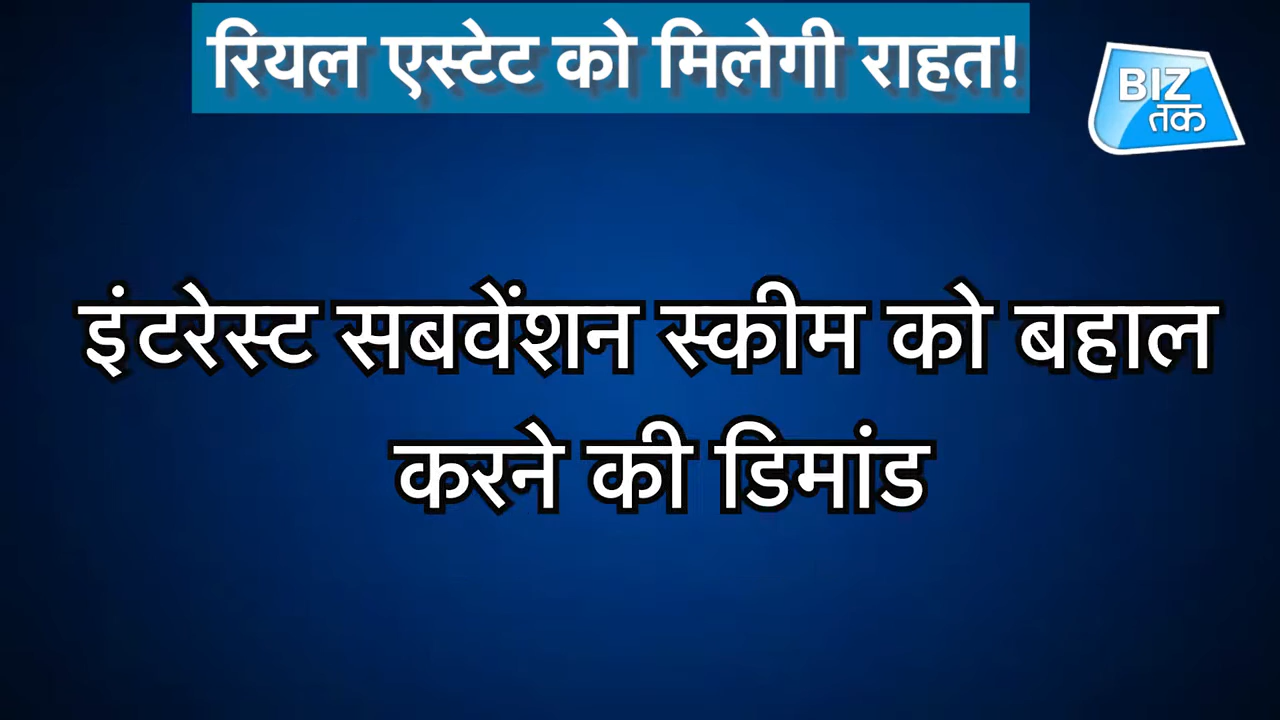 रियल एस्टेट को मिलेगी राहत!
BIZ
तक
इंटरेस्ट सबवेंशन स्कीम को बहाल
करने की डिमांड